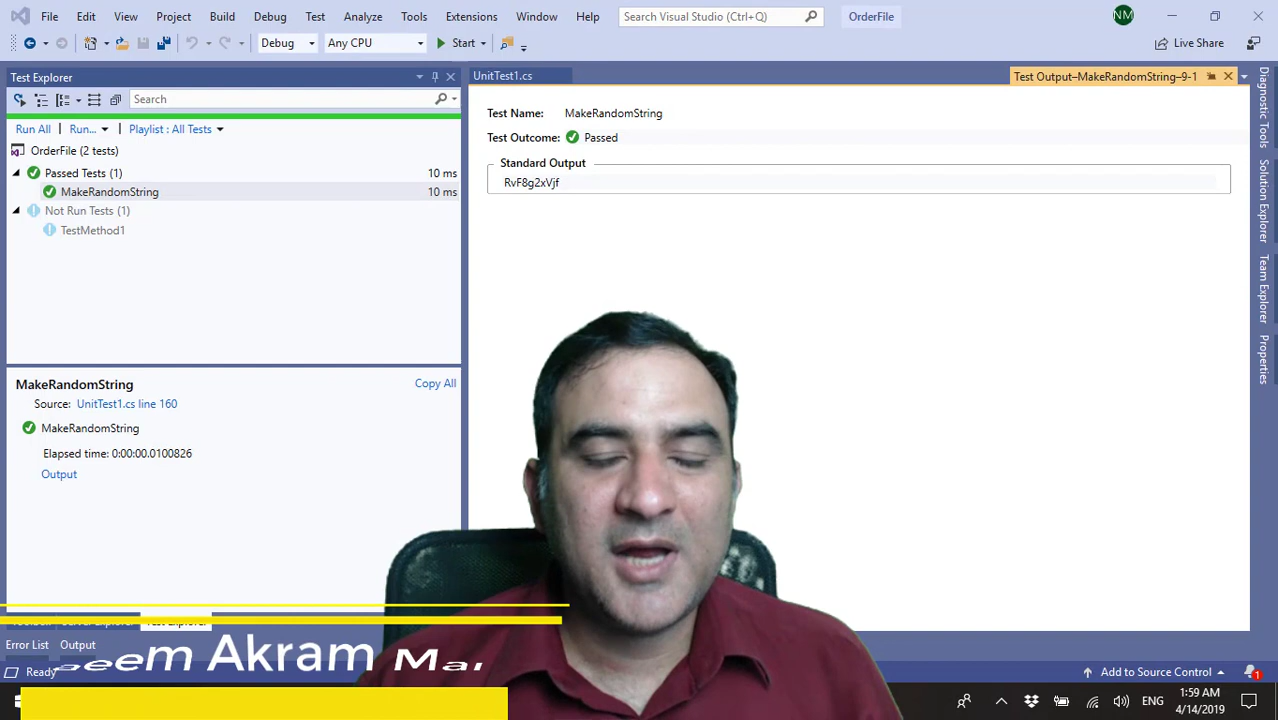 File Edit View Project Build Debug Test Analyze Tools Extensions Window Help Search Visual Studio (Ctrl+Q) OrderFile NM
Debug Any CPU Start Live Share
Test Explorer
UnitTest1.cs
Test Output-MakeRandomString-9-1
Search
Run All Run... Playlist : All Tests
OrderFile (2 tests)
Passed Tests (1) 10 ms
MakeRandomString 10 ms
Not Run Tests (1)
TestMethod1
Test Name: MakeRandomString
Test Outcome: Passed
Standard Output
RvF8g2xVjf
Diagnostic Tools
Solution Explorer
Team Explorer
Properties
MakeRandomString
Copy All
Source: UnitTest1.cs line 160
MakeRandomString
Elapsed time: 0:00:00.0100826
Output
Error List Output
Akram
Ready
Add to Source Control 1
ENG
1:59 AM
4/14/2019